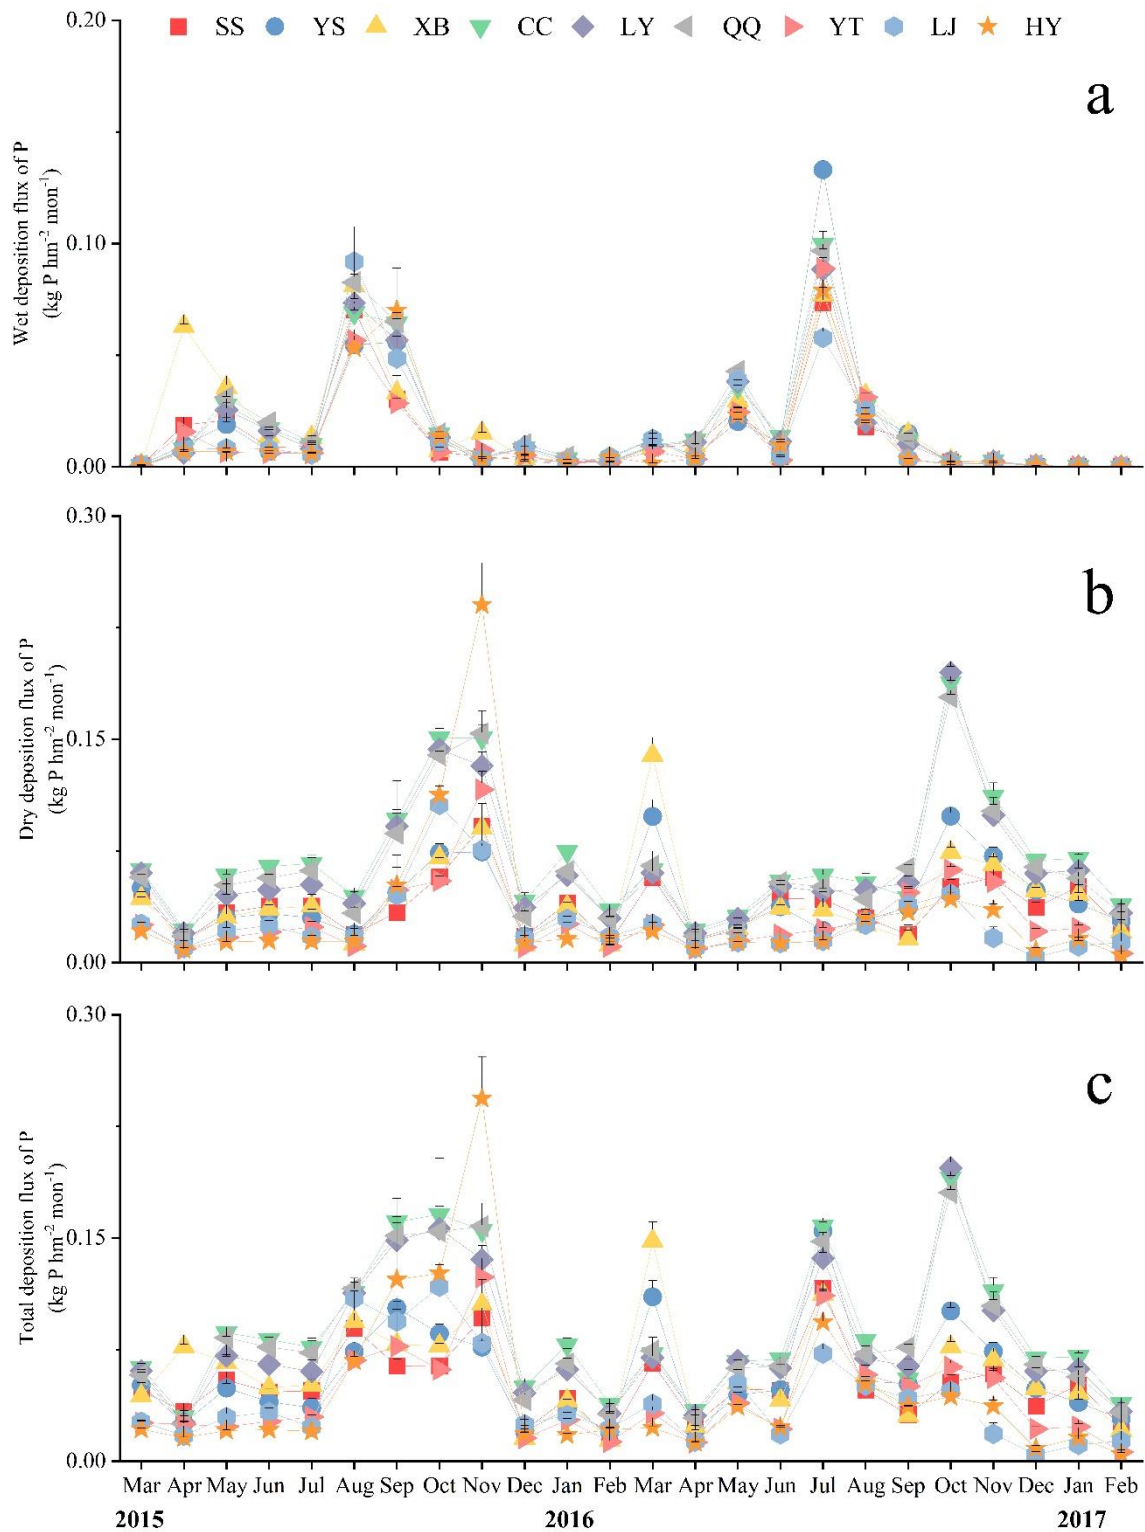 SS YS XB CC LY QQ YT LJ HY
a
Wet deposition flux of P
(kg P hm⁻² mon⁻¹)
0.20
0.10
0.00
b
Dry deposition flux of P
(kg P hm⁻² mon⁻¹)
0.30
0.15
0.00
c
Total deposition flux of P
(kg P hm⁻² mon⁻¹)
0.30
0.15
0.00
Mar Apr May Jun Jul Aug Sep Oct Nov Dec Jan Feb Mar Apr May Jun Jul Aug Sep Oct Nov Dec Jan Feb
2015 2016 2017